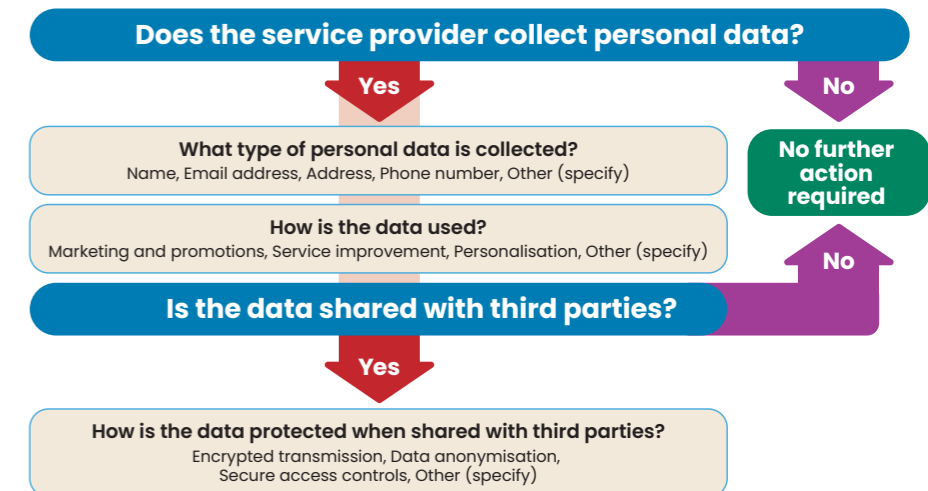 Does the service provider collect personal data?
Yes
No
What type of personal data is collected?
Name, Email address, Address, Phone number, Other (specify)
No further
action
required
How is the data used?
Marketing and promotions, Service improvement, Personalisation, Other (specify)
No
Is the data shared with third parties?
Yes
How is the data protected when shared with third parties?
Encrypted transmission, Data anonymisation,
Secure access controls, Other (specify)